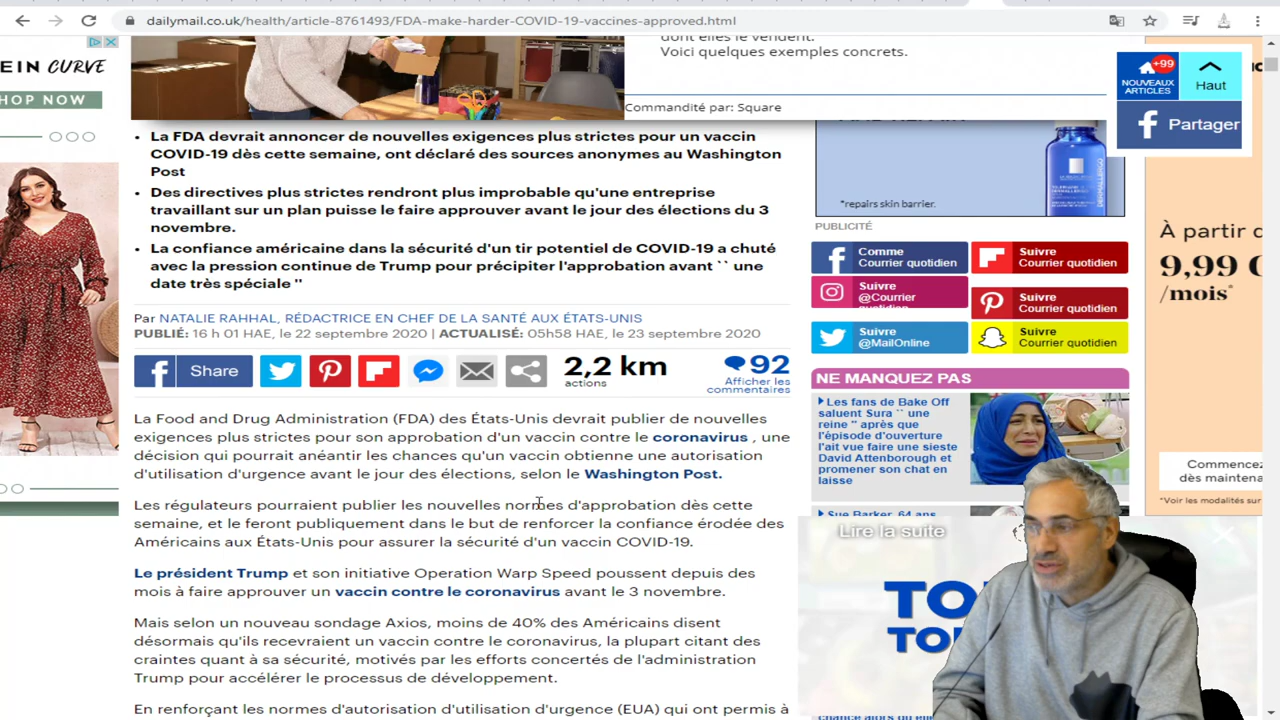 dailymail.co.uk/health/article-8761493/FDA-make-harder-COVID-19-vaccines-approved.html
EIN CURVE
HOP NOW
dont elles le vendent.
Voici quelques exemples concrets.
Commandité par: Square
+99
NOUVEAUX
ARTICLES
Haut
Partager
• La FDA devrait annoncer de nouvelles exigences plus strictes pour un vaccin
COVID-19 dès cette semaine, ont déclaré des sources anonymes au Washington
Post
• Des directives plus strictes rendront plus improbable qu'une entreprise
travaillant sur un plan puisse le faire approuver avant le jour des élections du 3
novembre.
• La confiance américaine dans la sécurité d'un tir potentiel de COVID-19 a chuté
avec la pression continue de Trump pour précipiter l'approbation avant `` une
date très spéciale ''
Par NATALIE RAHHAL, RÉDACTRICE EN CHEF DE LA SANTÉ AUX ÉTATS-UNIS
PUBLIÉ: 16 h 01 HAE, le 22 septembre 2020 | ACTUALISÉ: 05h58 HAE, le 23 septembre 2020
Share
2,2 km
actions
92
Afficher les
commentaires
La Food and Drug Administration (FDA) des États-Unis devrait publier de nouvelles
exigences plus strictes pour son approbation d'un vaccin contre le coronavirus , une
décision qui pourrait anéantir les chances qu'un vaccin obtienne une autorisation
d'utilisation d'urgence avant le jour des élections, selon le Washington Post.
Les régulateurs pourraient publier les nouvelles normes d'approbation dès cette
semaine, et le feront publiquement dans le but de renforcer la confiance érodée des
Américains aux États-Unis pour assurer la sécurité d'un vaccin COVID-19.
Le président Trump et son initiative Operation Warp Speed poussent depuis des
mois à faire approuver un vaccin contre le coronavirus avant le 3 novembre.
Mais selon un nouveau sondage Axios, moins de 40% des Américains disent
désormais qu'ils recevraient un vaccin contre le coronavirus, la plupart citant des
craintes quant à sa sécurité, motivés par les efforts concertés de l'administration
Trump pour accélérer le processus de développement.
En renforçant les normes d'autorisation d'utilisation d'urgence (EUA) qui ont permis à
*repairs skin barrier.
PUBLICITÉ
Comme
Courrier quotidien
Suivre
Courrier quotidien
Suivre
@Courrier
quotidien
Suivre
Courrier quotidien
Suivre
@MailOnline
Suivre
Courrier quotidien
NE MANQUEZ PAS
Les fans de Bake Off
saluent Sura `` une
reine '' après que
l'épisode d'ouverture
l'ait vue faire une sieste
David Attenborough et
promener son chat en
laisse
Sue Barker, 64 ans
Lire la suite
TO
TO
À partir d
9,99
/mois*
Commencez
dès maintena
*Voir les modalités sur